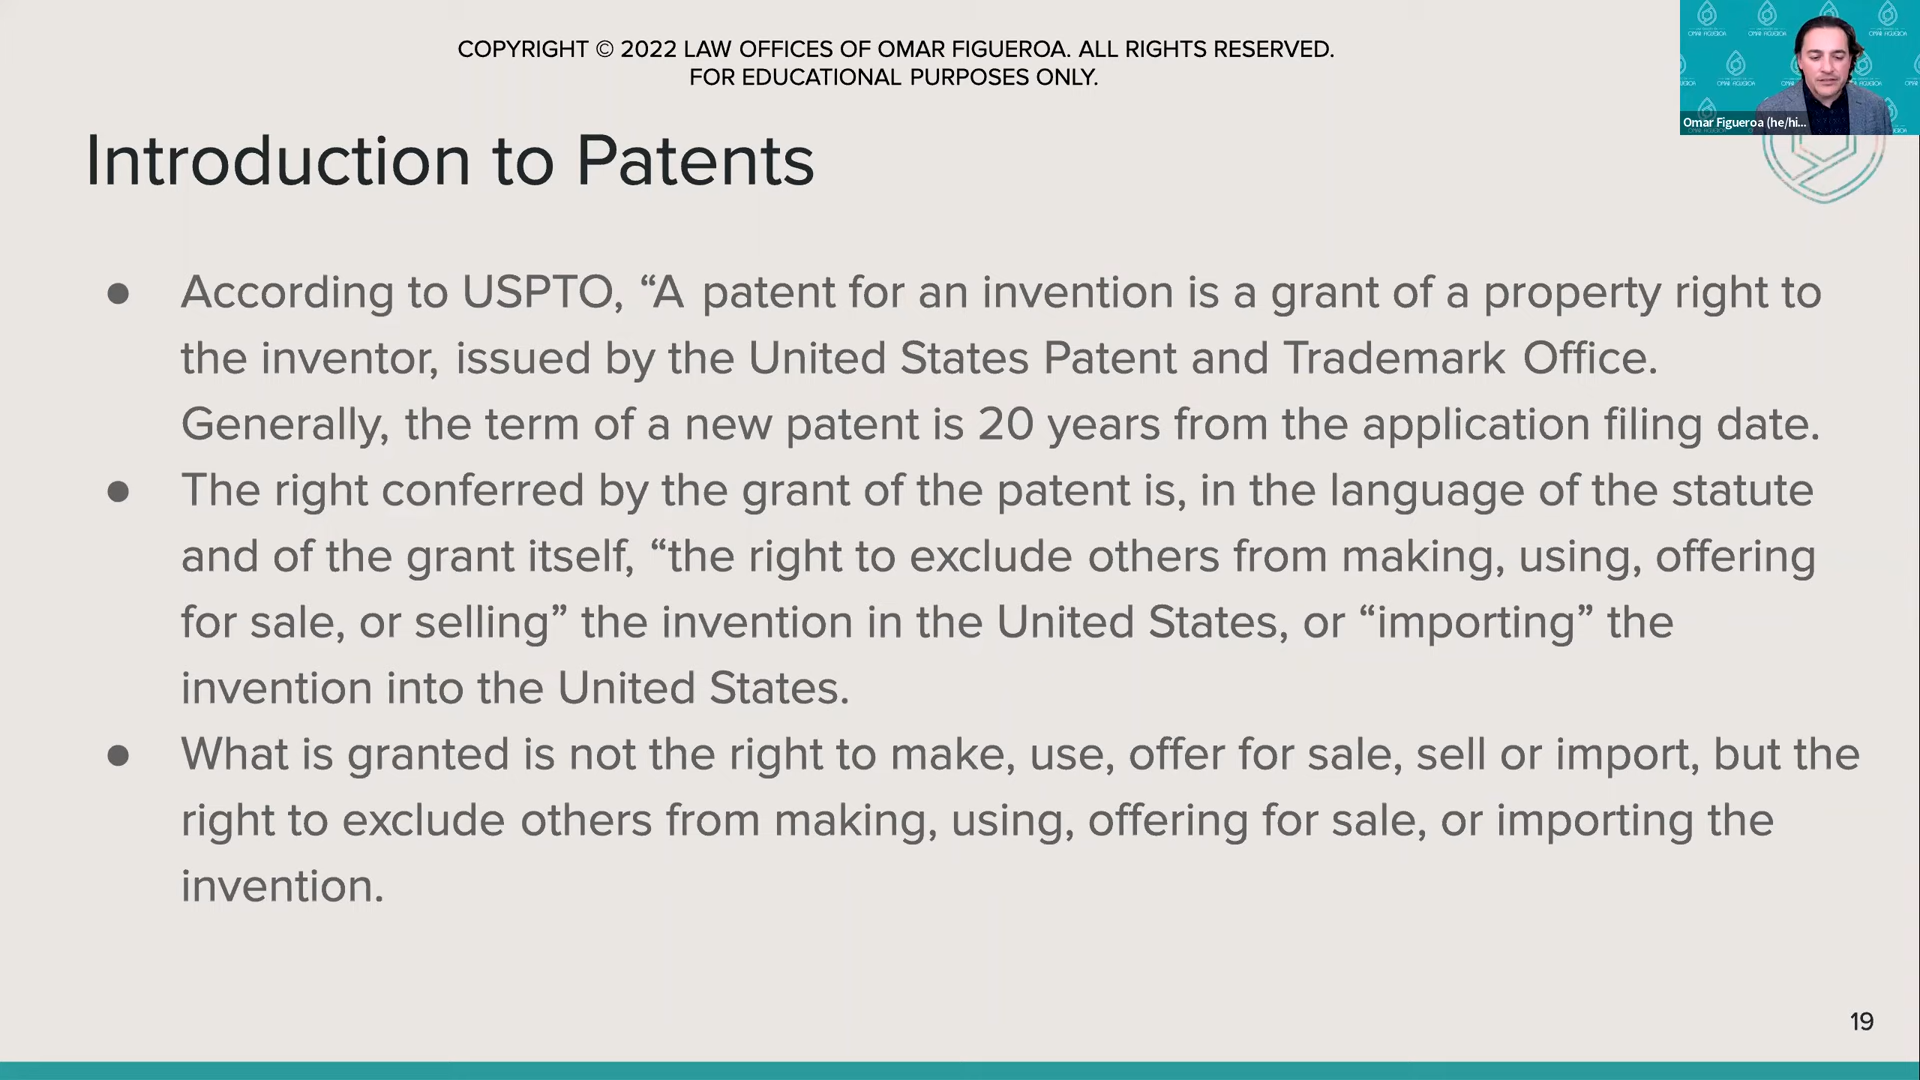 COPYRIGHT © 2022 LAW OFFICES OF OMAR FIGUEROA. ALL RIGHTS RESERVED.
FOR EDUCATIONAL PURPOSES ONLY.
Omar Figueroa (he/hi...
Introduction to Patents
● According to USPTO, “A patent for an invention is a grant of a property right to
the inventor, issued by the United States Patent and Trademark Office.
Generally, the term of a new patent is 20 years from the application filing date.
● The right conferred by the grant of the patent is, in the language of the statute
and of the grant itself, “the right to exclude others from making, using, offering
for sale, or selling” the invention in the United States, or “importing” the
invention into the United States.
● What is granted is not the right to make, use, offer for sale, sell or import, but the
right to exclude others from making, using, offering for sale, or importing the
invention.
19